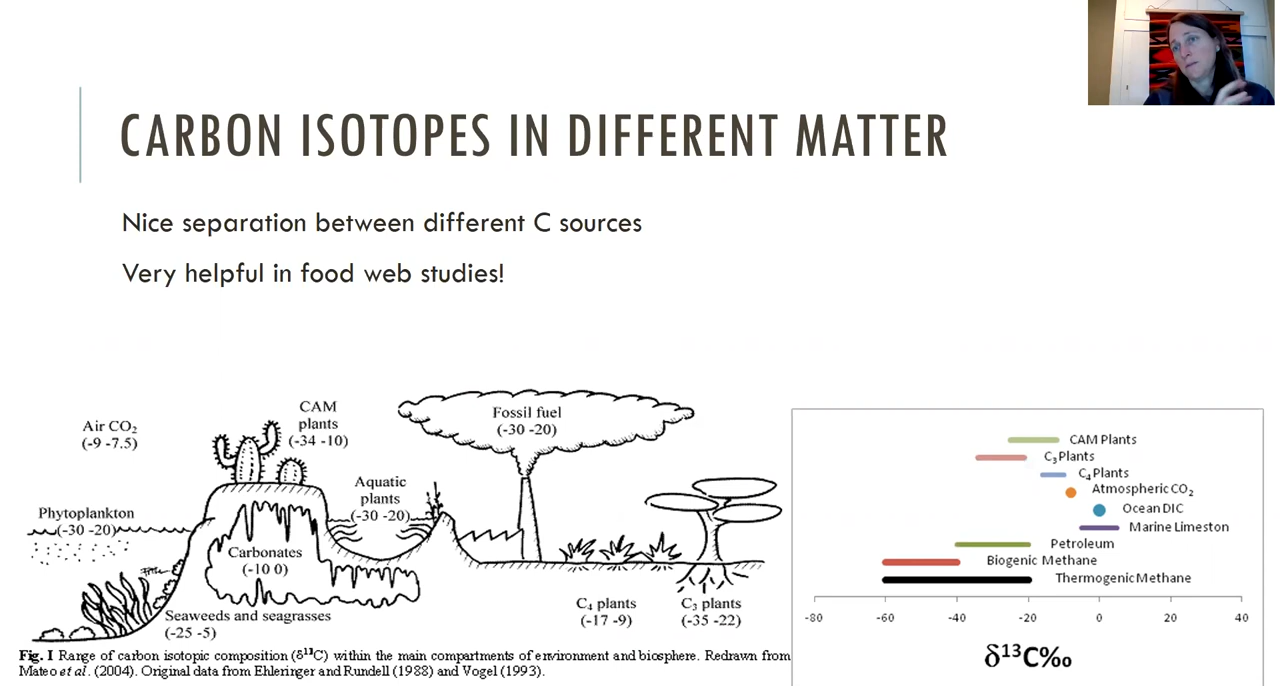 CARBON ISOTOPES IN DIFFERENT MATTER
Nice separation between different C sources
Very helpful in food web studies!
Air CO₂
(-9 -7.5)
CAM
plants
(-34 -10)
Fossil fuel
(-30 -20)
Aquatic
plants
(-30 -20)
Phytoplankton
(-30 -20)
Carbonates
(-10 0)
Seaweeds and seagrasses
(-25 -5)
C₄ plants
(-17 -9)
C₃ plants
(-35 -22)
Fig. I Range of carbon isotopic composition (δ¹³C) within the main compartments of environment and biosphere. Redrawn from
Mateo et al. (2004). Original data from Ehleringer and Rundell (1988) and Vogel (1993).
CAM Plants
C₃ Plants
C₄ Plants
Atmospheric CO₂
Ocean DIC
Marine Limeston
Petroleum
Biogenic Methane
Thermogenic Methane
-80 -60 -40 -20 0 20 40
δ¹³C‰